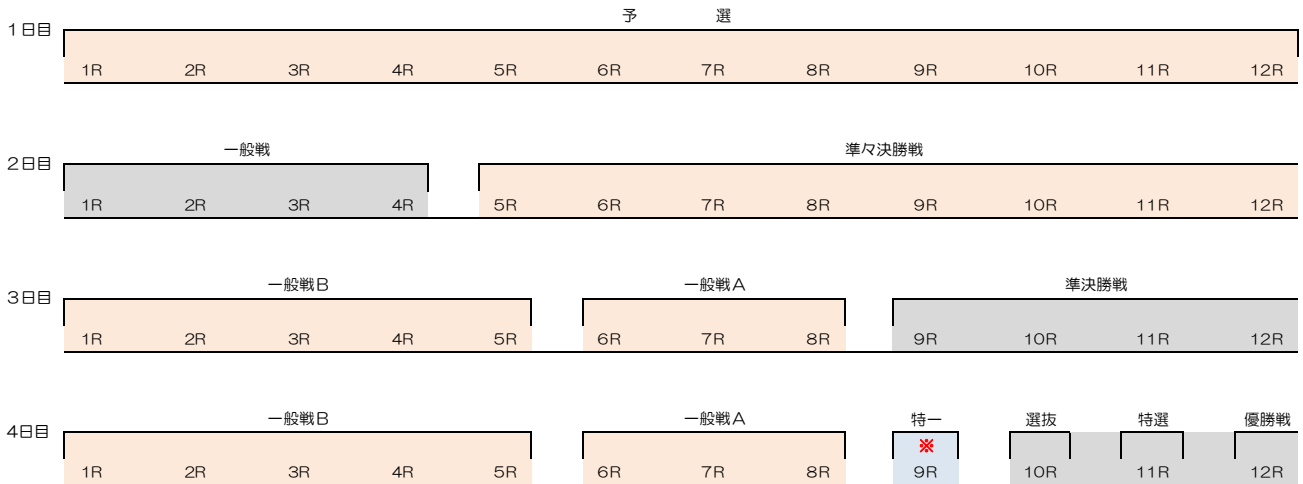 予 選
1日目
1R 2R 3R 4R 5R 6R 7R 8R 9R 10R 11R 12R
一般戦 準々決勝戦
2日目
1R 2R 3R 4R 5R 6R 7R 8R 9R 10R 11R 12R
一般戦B 一般戦A 準決勝戦
3日目
1R 2R 3R 4R 5R 6R 7R 8R 9R 10R 11R 12R
一般戦B 一般戦A 特一 選抜 特選 優勝戦
4日目
※
1R 2R 3R 4R 5R 6R 7R 8R 9R 10R 11R 12R